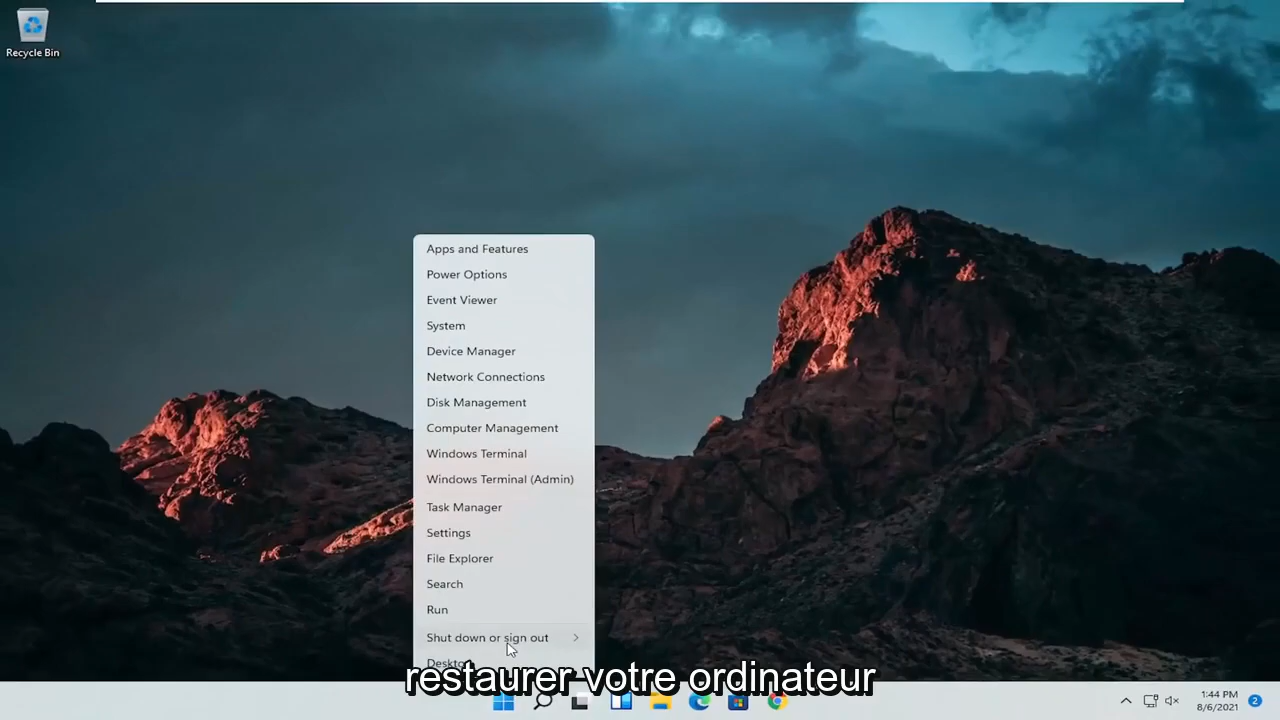 Recycle Bin
Apps and Features
Power Options
Event Viewer
System
Device Manager
Network Connections
Disk Management
Computer Management
Windows Terminal
Windows Terminal (Admin)
Task Manager
Settings
File Explorer
Search
Run
Shut down or sign out
Desktop
restaurer votre ordinateur
1:44 PM
8/6/2021
2